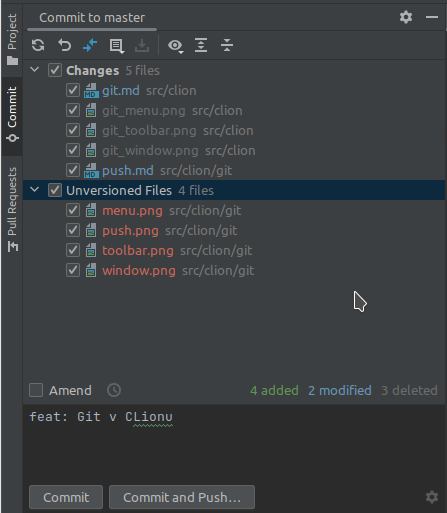 Commit to master
Project
Commit
Pull Requests
Changes 5 files
MD git.md src/clion
git_menu.png src/clion
git_toolbar.png src/clion
git_window.png src/clion
MD push.md src/clion/git
Unversioned Files 4 files
menu.png src/clion/git
push.png src/clion/git
toolbar.png src/clion/git
window.png src/clion/git
Amend 4 added 2 modified 3 deleted
feat: Git v CLionu
Commit Commit and Push...